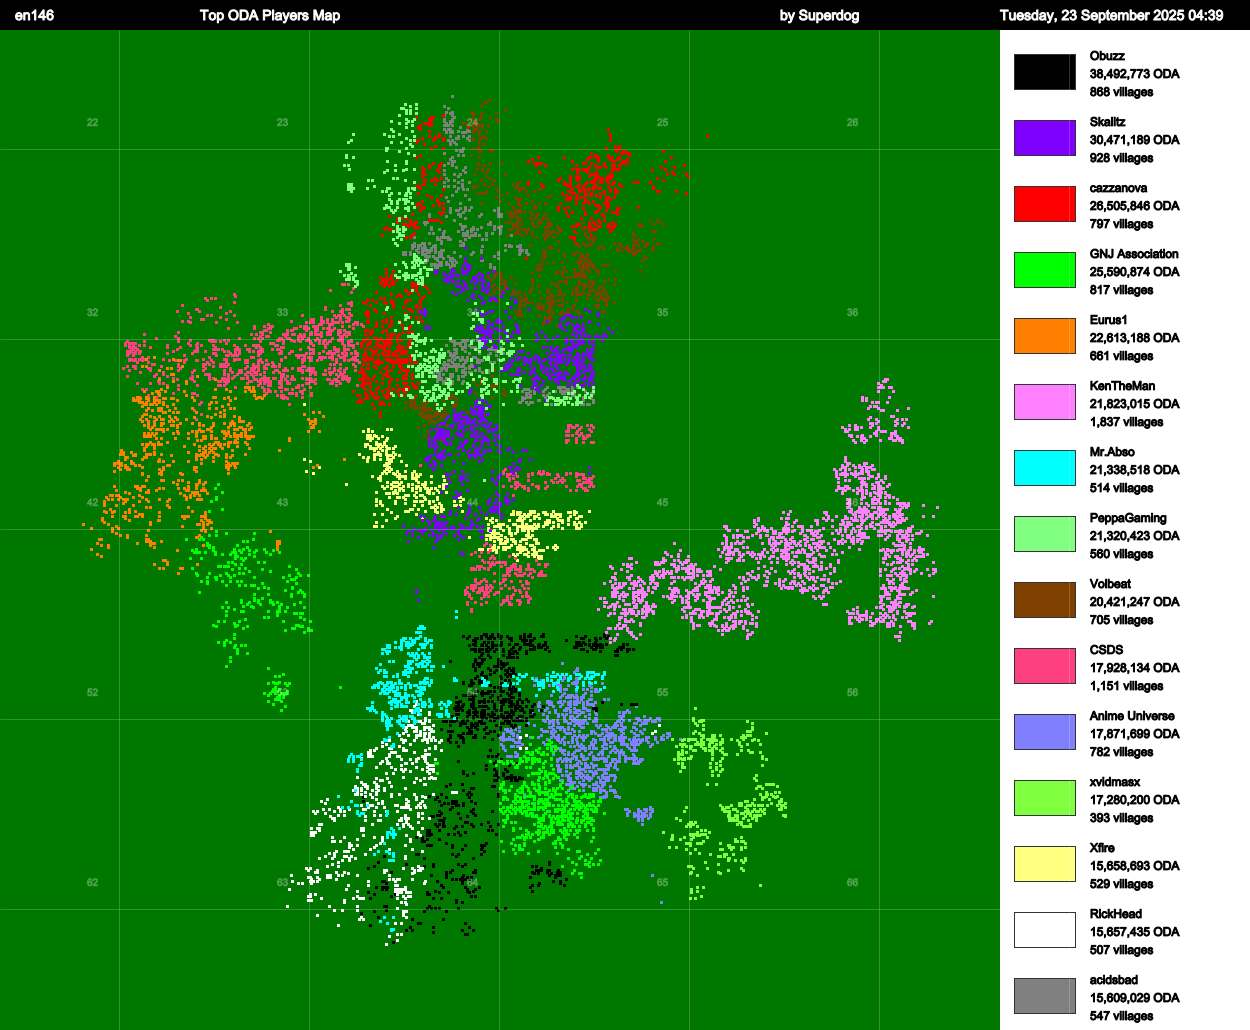 en146 Top ODA Players Map by Superdog Tuesday, 23 September 2025 04:39
22 23 24 25 26
32 33 35 36
42 43 44 45
52 53 55 56
62 63 64 65 66
Obuzz
38,492,773 ODA
868 villages
Skalitz
30,471,189 ODA
928 villages
cazzanova
26,505,846 ODA
797 villages
GNJ Association
25,590,874 ODA
817 villages
Eurus1
22,613,188 ODA
661 villages
KenTheMan
21,823,015 ODA
1,837 villages
Mr.Abso
21,338,518 ODA
514 villages
PeppaGaming
21,320,423 ODA
560 villages
Volbeat
20,421,247 ODA
705 villages
CSDS
17,928,134 ODA
1,151 villages
Anime Universe
17,871,699 ODA
782 villages
xvidmasx
17,260,200 ODA
393 villages
Xfire
15,658,693 ODA
529 villages
RickHead
15,657,435 ODA
507 villages
acidsbad
15,609,029 ODA
547 villages